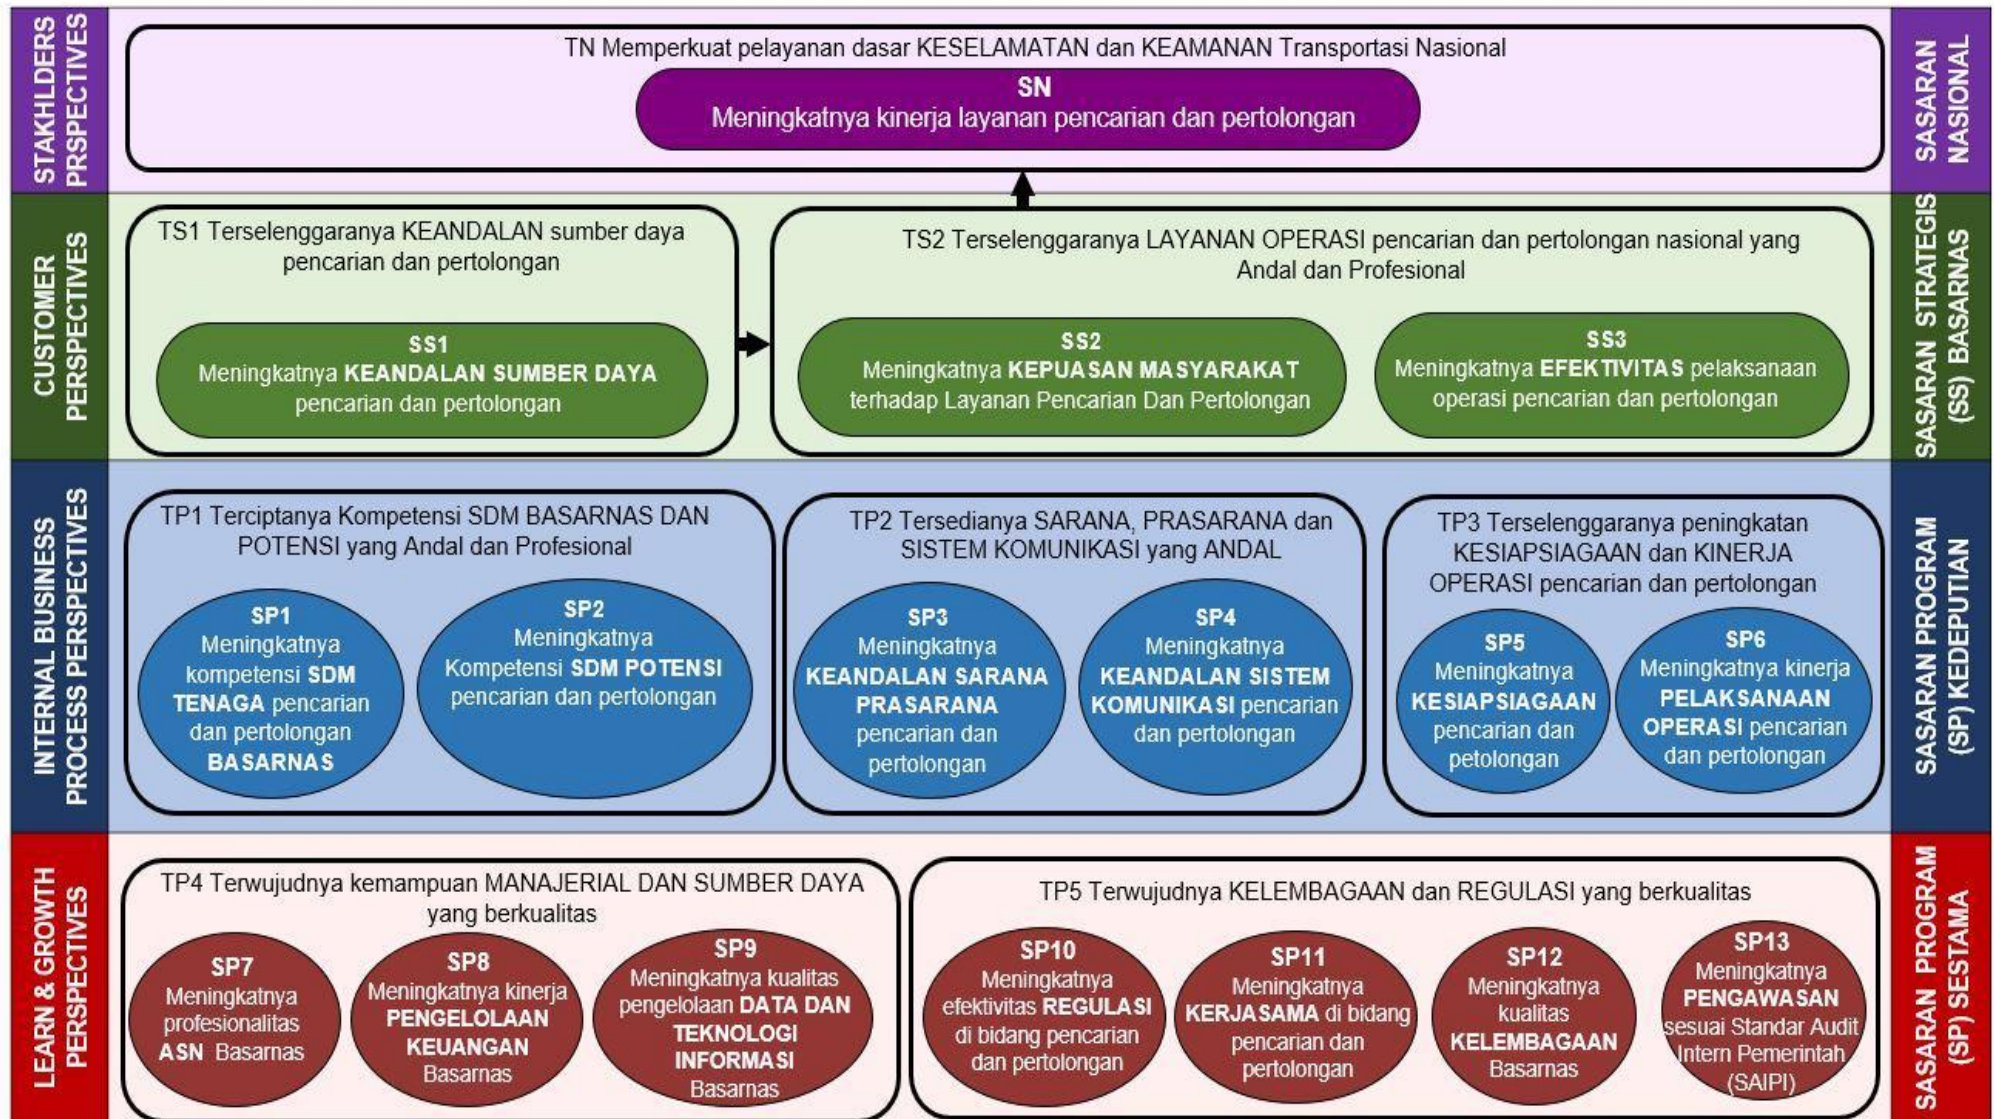 STAKHLDERS
PRSPECTIVES
TN Memperkuat pelayanan dasar KESELAMATAN dan KEAMANAN Transportasi Nasional
SN
Meningkatnya kinerja layanan pencarian dan pertolongan
SASARAN
NASIONAL
CUSTOMER
PERSPECTIVES
TS1 Terselenggaranya KEANDALAN sumber daya
pencarian dan pertolongan
SS1
Meningkatnya KEANDALAN SUMBER DAYA
pencarian dan pertolongan
TS2 Terselenggaranya LAYANAN OPERASI pencarian dan pertolongan nasional yang
Andal dan Profesional
SS2
Meningkatnya KEPUASAN MASYARAKAT
terhadap Layanan Pencarian Dan Pertolongan
SS3
Meningkatnya EFEKTIVITAS pelaksanaan
operasi pencarian dan pertolongan
SASARAN STRATEGIS
(SS) BASARNAS
INTERNAL BUSINESS
PROCESS PERSPECTIVES
TP1 Terciptanya Kompetensi SDM BASARNAS DAN
POTENSI yang Andal dan Profesional
SP1
Meningkatnya
kompetensi SDM
TENAGA pencarian
dan pertolongan
BASARNAS
SP2
Meningkatnya
Kompetensi SDM POTENSI
pencarian dan pertolongan
TP2 Tersedianya SARANA, PRASARANA dan
SISTEM KOMUNIKASI yang ANDAL
SP3
Meningkatnya
KEANDALAN SARANA
PRASARANA
pencarian dan
pertolongan
SP4
Meningkatnya
KEANDALAN SISTEM
KOMUNIKASI pencarian
dan pertolongan
TP3 Terselenggaranya peningkatan
KESIAPSIAGAAN dan KINERJA
OPERASI pencarian dan pertolongan
SP5
Meningkatnya
KESIAPSIAGAAN
pencarian dan
petolongan
SP6
Meningkatnya kinerja
PELAKSANAAN
OPERASI pencarian
dan pertolongan
SASARAN PROGRAM
(SP) KEDEPUTIAN
LEARN & GROWTH
PERSPECTIVES
TP4 Terwujudnya kemampuan MANAJERIAL DAN SUMBER DAYA
yang berkualitas
SP7
Meningkatnya
profesionalitas
ASN Basarnas
SP8
Meningkatnya kinerja
PENGELOLAAN
KEUANGAN
Basarnas
SP9
Meningkatnya kualitas
pengelolaan DATA DAN
TEKNOLOGI
INFORMASI
Basarnas
TP5 Terwujudnya KELEMBAGAAN dan REGULASI yang berkualitas
SP10
Meningkatnya
efektivitas REGULASI
di bidang pencarian
dan pertolongan
SP11
Meningkatnya
KERJASAMA di bidang
pencarian dan
pertolongan
SP12
Meningkatnya
kualitas
KELEMBAGAAN
Basarnas
SP13
Meningkatnya
PENGAWASAN
sesuai Standar Audit
Intern Pemerintah
(SAIPI)
SASARAN PROGRAM
(SP) SESTAMA